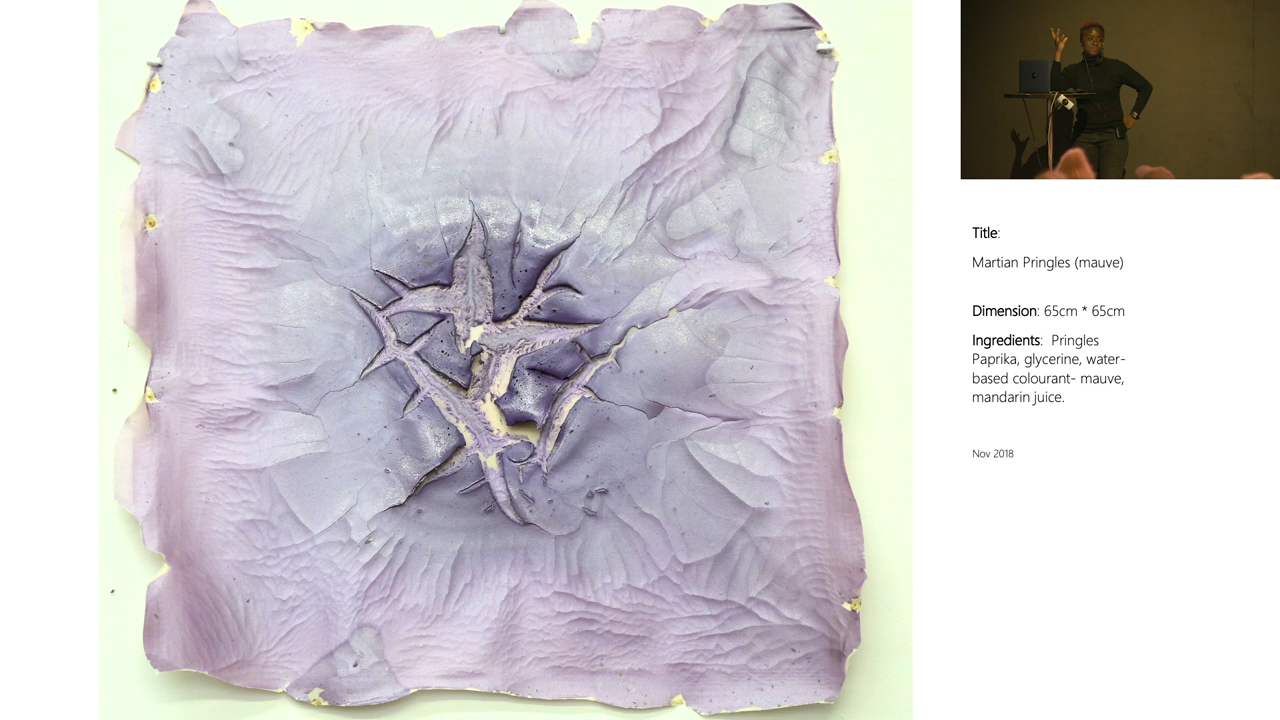 Title:
Martian Pringles (mauve)
Dimension: 65cm * 65cm
Ingredients:  Pringles
Paprika, glycerine, water-
based colourant- mauve,
mandarin juice.
Nov 2018